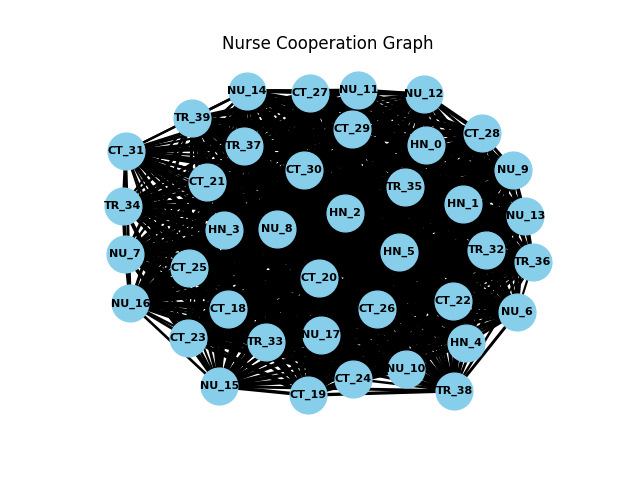 Nurse Cooperation Graph
NU_14
CT_27
NU_11
NU_12
TR_39
CT_29
CT_28
TR_37
HN_0
CT_31
CT_30
NU_9
CT_21
TR_35
TR_34
HN_2
HN_1
NU_13
HN_3
NU_8
NU_7
HN_5
TR_32
TR_36
CT_25
CT_20
NU_16
CT_18
CT_26
CT_22
NU_6
CT_23
TR_33
NU_17
HN_4
NU_15
CT_24
NU_10
CT_19
TR_38